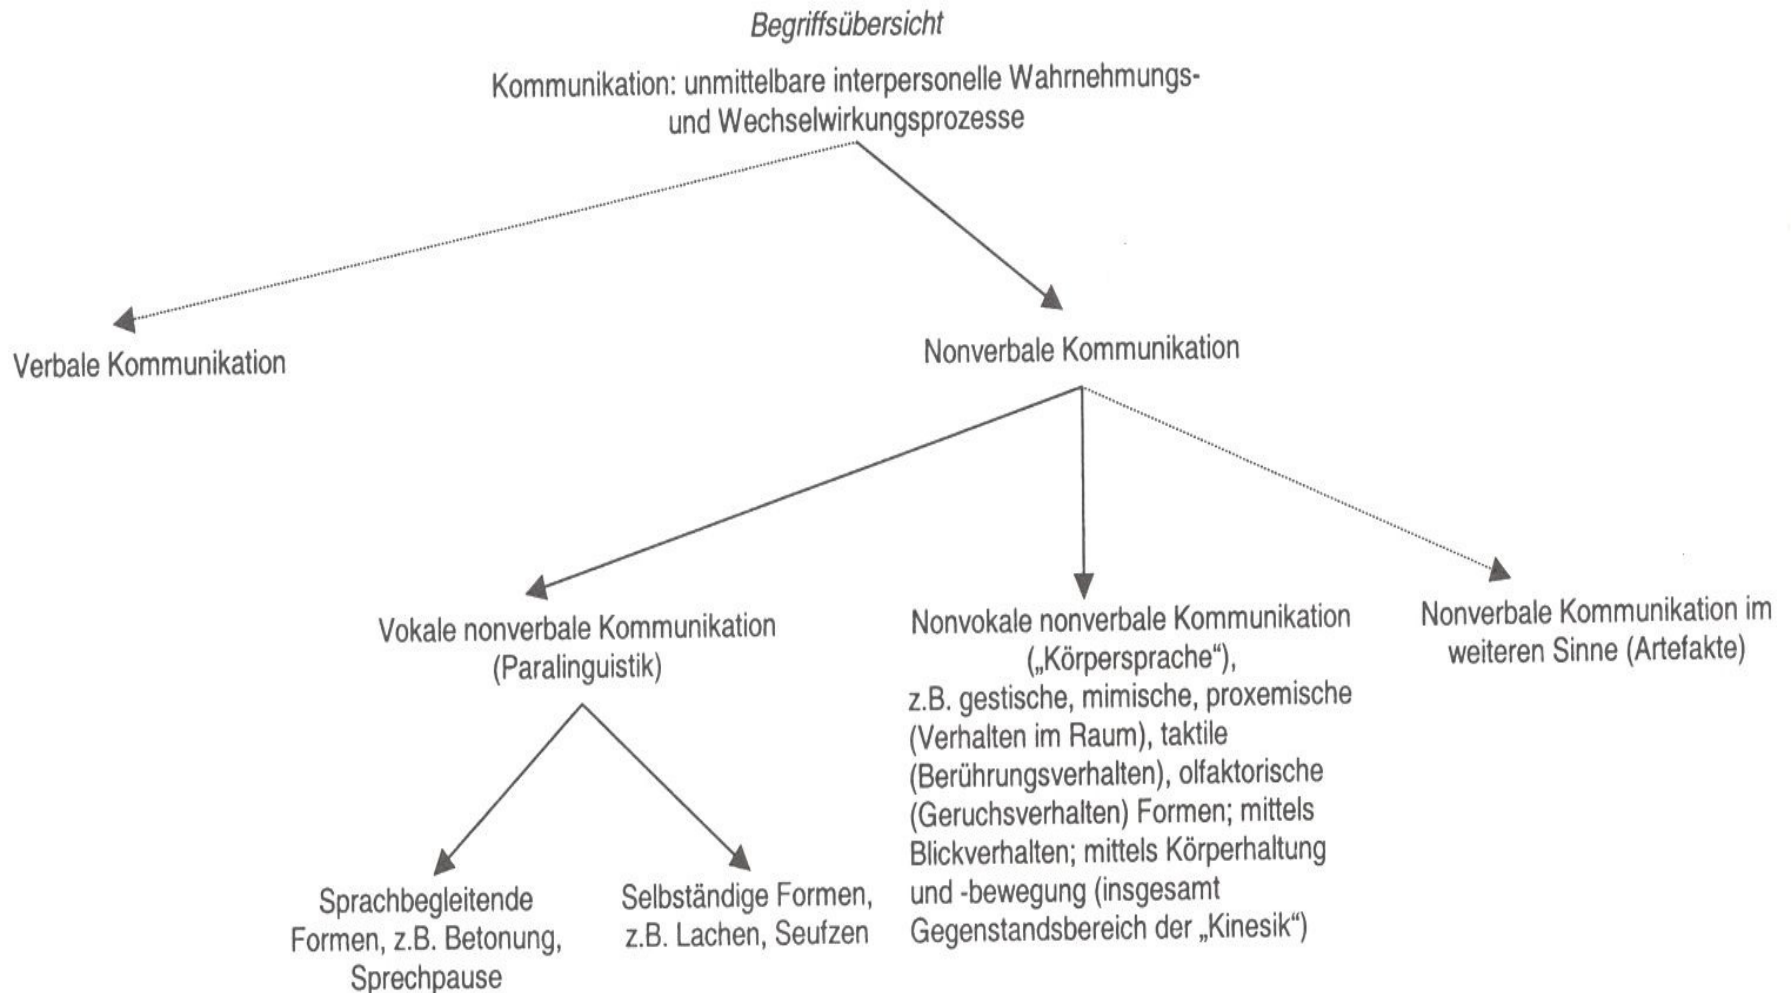 Begriffsübersicht
Kommunikation: unmittelbare interpersonelle Wahrnehmungs-
und Wechselwirkungsprozesse
Verbale Kommunikation
Nonverbale Kommunikation
Vokale nonverbale Kommunikation
(Paralinguistik)
Nonvokale nonverbale Kommunikation
(„Körpersprache“),
z.B. gestische, mimische, proxemische
(Verhalten im Raum), taktile
(Berührungsverhalten), olfaktorische
(Geruchsverhalten) Formen; mittels
Blickverhalten; mittels Körperhaltung
und -bewegung (insgesamt
Gegenstandsbereich der „Kinesik“)
Nonverbale Kommunikation im
weiteren Sinne (Artefakte)
Sprachbegleitende
Formen, z.B. Betonung,
Sprechpause
Selbständige Formen,
z.B. Lachen, Seufzen